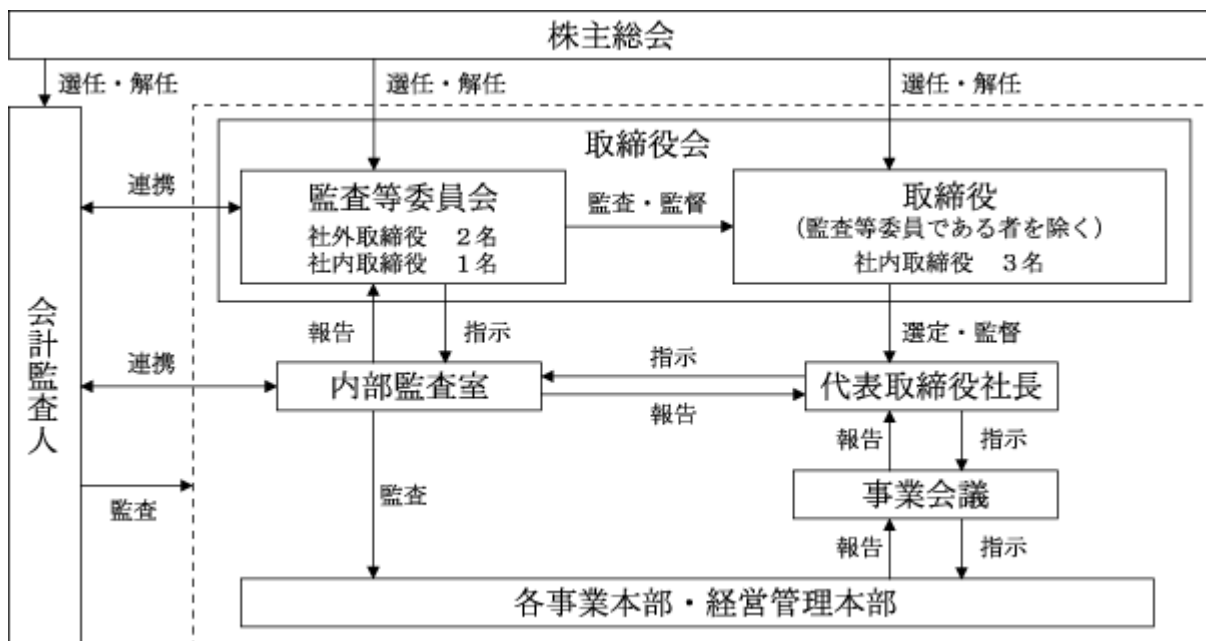 株主総会
選任・解任
選任・解任
選任・解任
取締役会
連携
監査等委員会
社外取締役　２名
社内取締役　１名
監査・監督
取締役
（監査等委員である者を除く）
社内取締役　３名
会計監査人
報告
指示
選定・監督
連携
内部監査室
指示
報告
代表取締役社長
報告
指示
監査
監査
事業会議
報告
指示
各事業本部・経営管理本部